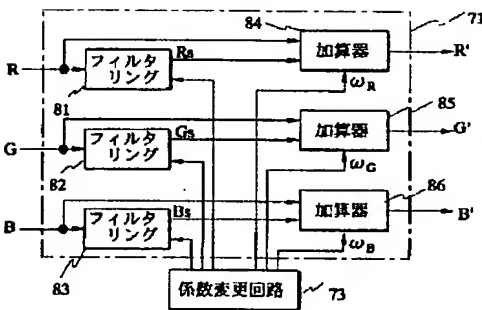 84
71
R
フィルタ
リング
Rs
加算器
R'
81
ωR
85
G
フィルタ
リング
Gs
加算器
G'
82
ωG
86
B
フィルタ
リング
Bs
加算器
B'
83
ωB
係数変更回路
73